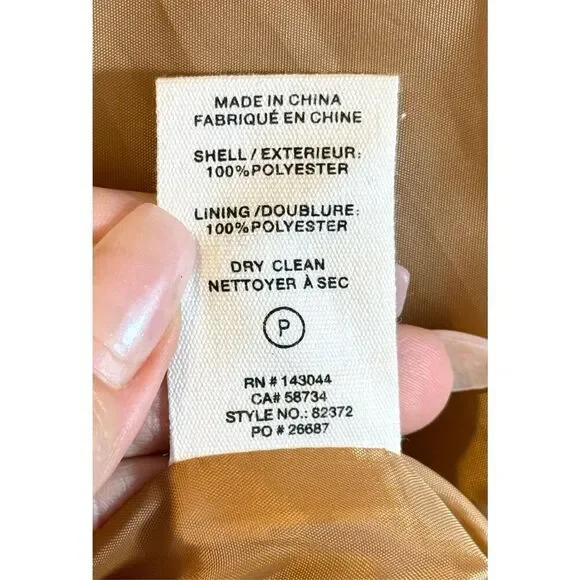 MADE IN CHINA
FABRIQUÉ EN CHINE
SHELL/EXTERIEUR:
100%POLYESTER
LINING/DOUBLURE:
100%POLYESTER
DRY CLEAN
NETTOYER À SEC
P
RN # 143044
CA# 58734
STYLE NO.: 82372
PO # 26687